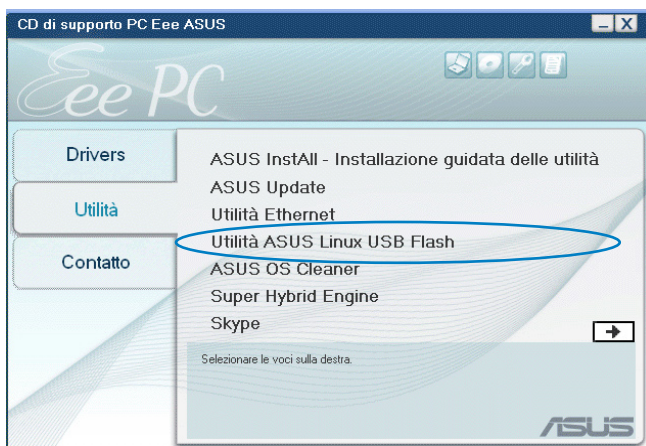 CD di supporto PC Eee ASUS
Eee PC
Drivers
Utilità
Contatto
ASUS InstAll - Installazione guidata delle utilità
ASUS Update
Utilità Ethernet
Utilità ASUS Linux USB Flash
ASUS OS Cleaner
Super Hybrid Engine
Skype
Selezionare le voci sulla destra.
ASUS